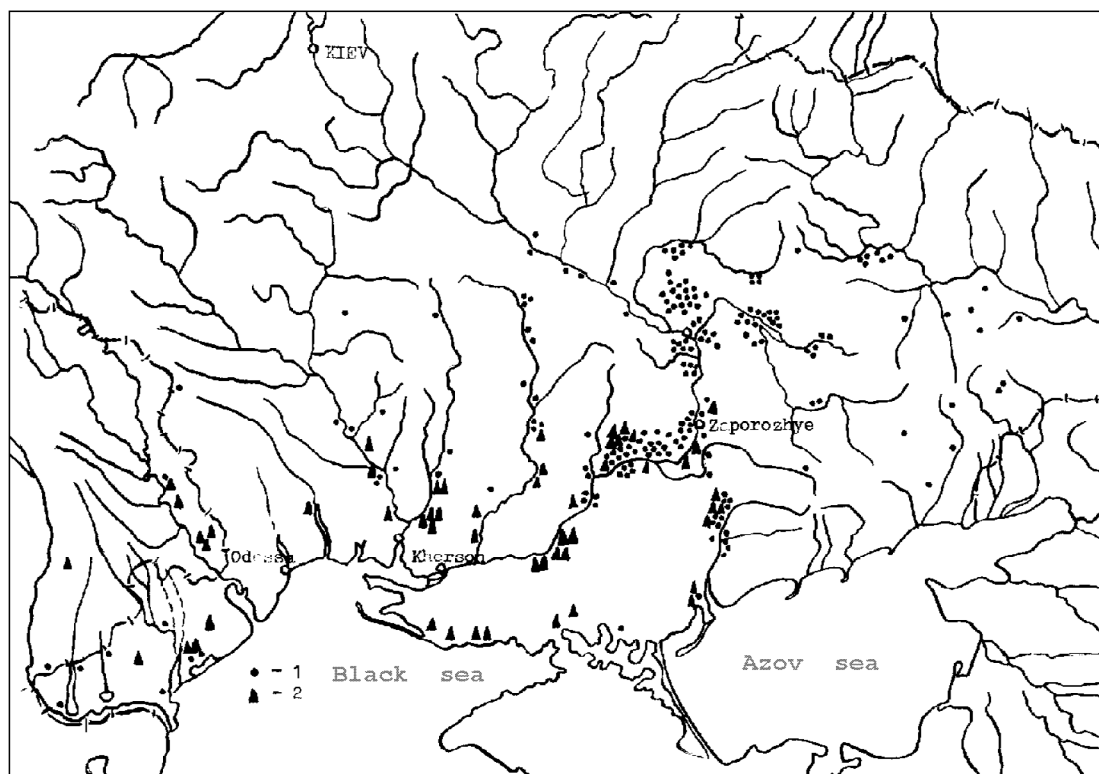 KIEV
Zaporozhye
Odessa
Kherson
- 1
- 2
Black sea
Azov sea